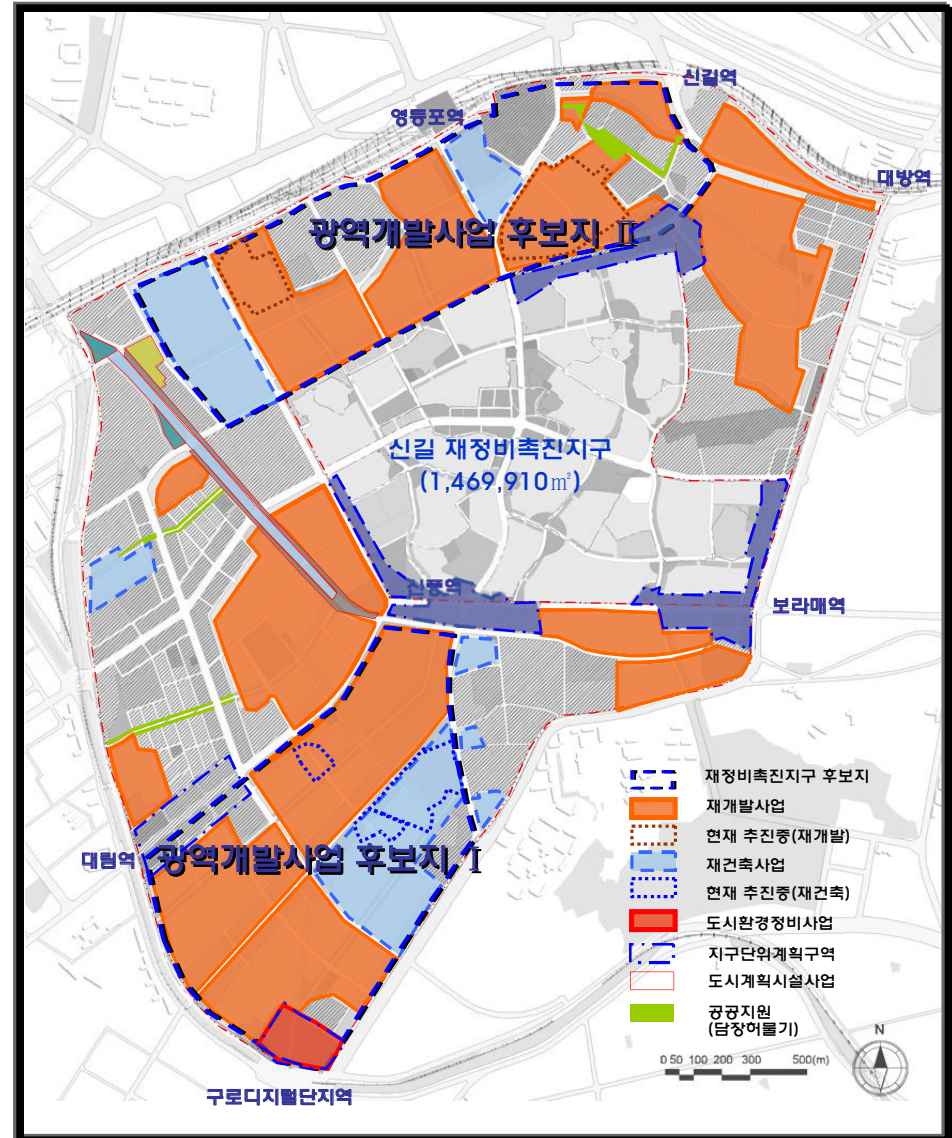 신길역
영등포역
대방역
광역개발사업 후보지 Ⅱ
신길 재정비촉진지구
(1,469,910㎡)
신풍역
보라매역
대림역
광역개발사업 후보지 Ⅰ
구로디지털단지역
재정비촉진지구 후보지
재개발사업
현재 추진중(재개발)
재건축사업
현재 추진중(재건축)
도시환경정비사업
지구단위계획구역
도시계획시설사업
공공지원
(담장허물기)
N
0 50 100 200 300 500(m)